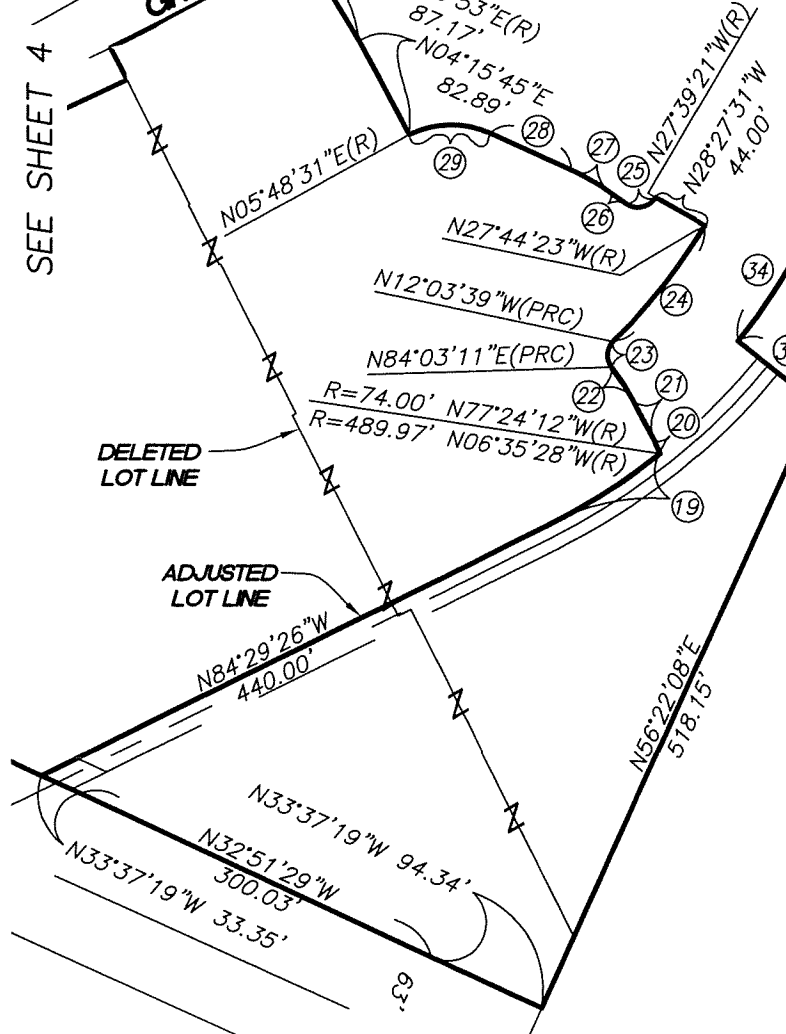 SEE SHEET 4
53"E(R)
87.17'
N04°15'45"E
82.89'
N27°39'21"W(R)
N28°27'31"W
44.00'
28
27
25
29
26
N05°48'31"E(R)
N27°44'23"W(R)
34
N12°03'39"W(PRC)
24
N84°03'11"E(PRC)
23
22
21
R=74.00' N77°24'12"W(R)
20
R=489.97' N06°35'28"W(R)
DELETED
LOT LINE
19
ADJUSTED
LOT LINE
N84°29'26"W
440.00'
N56°22'08"E
518.15'
N33°37'19"W 94.34'
N32°51'29"W
300.03'
N33°37'19"W 33.35'
63'